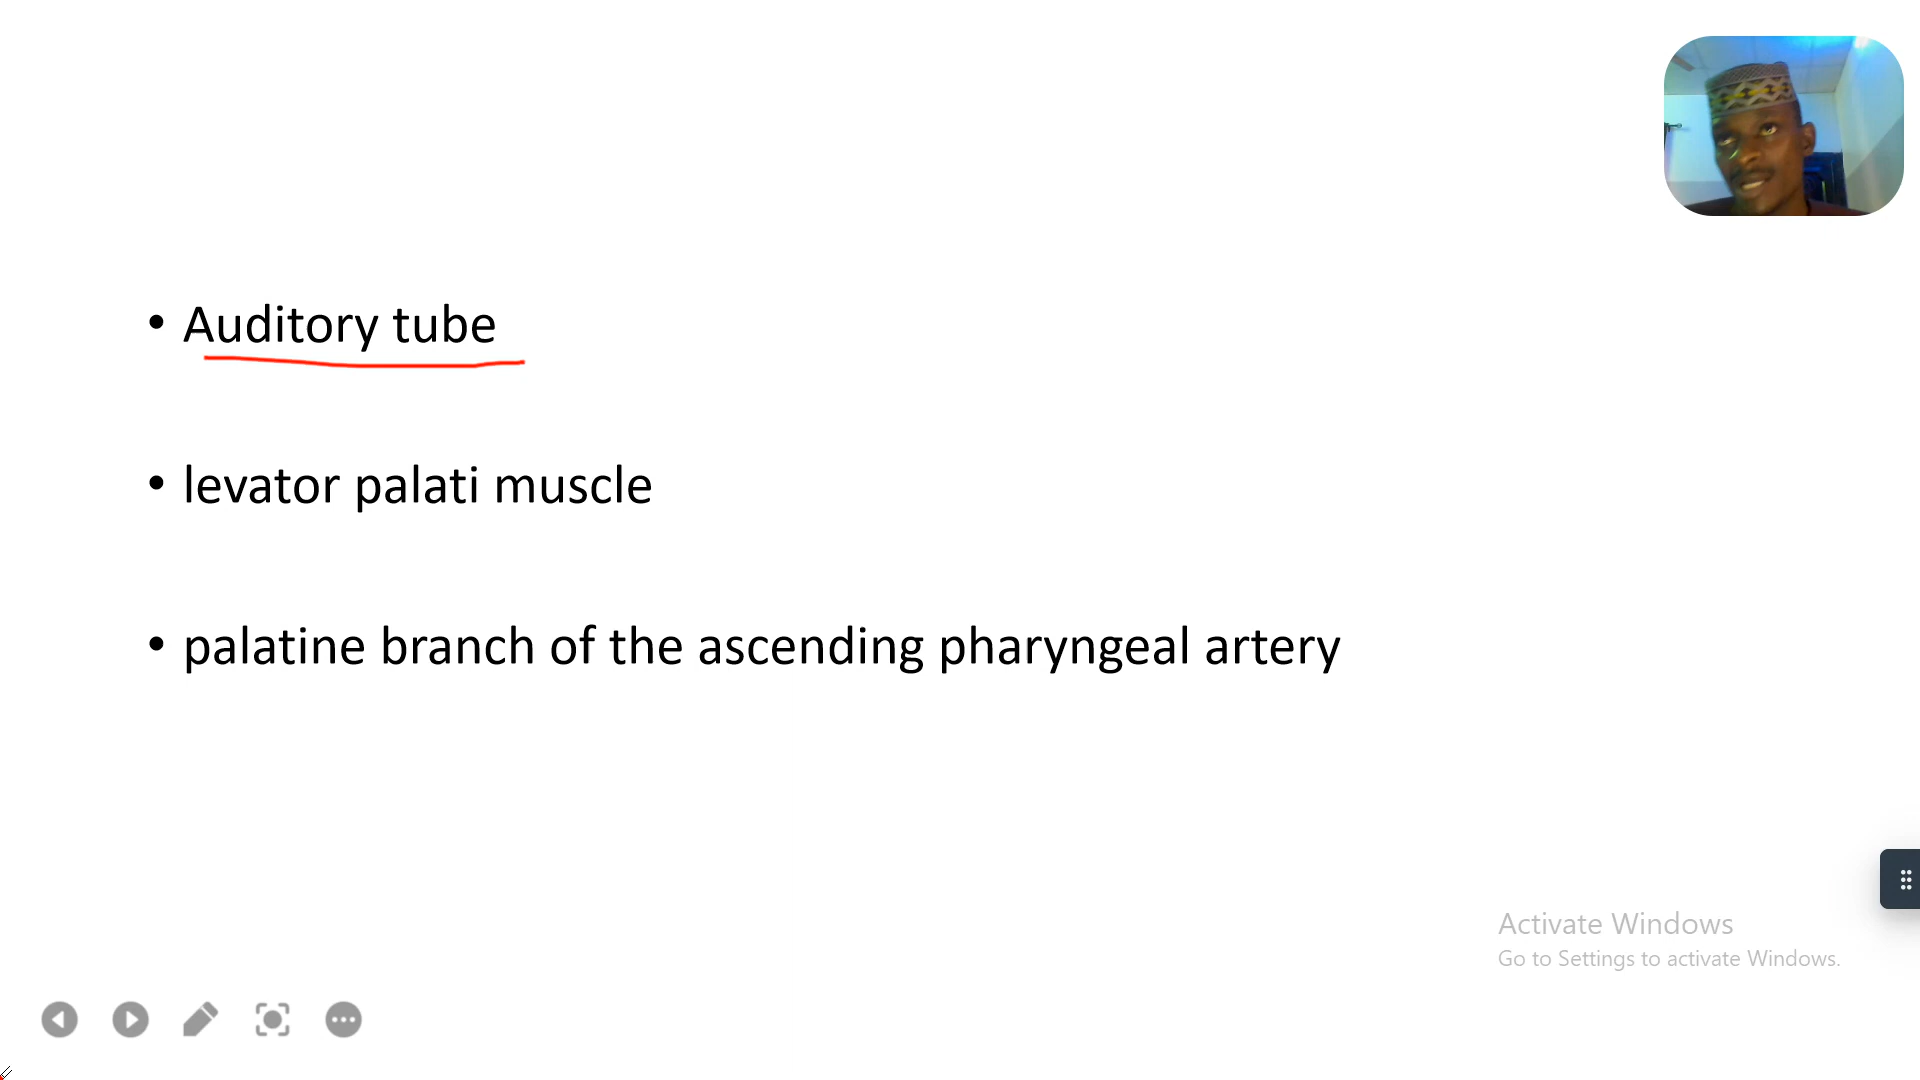 • Auditory tube
• levator palati muscle
• palatine branch of the ascending pharyngeal artery
Activate Windows
Go to Settings to activate Windows.